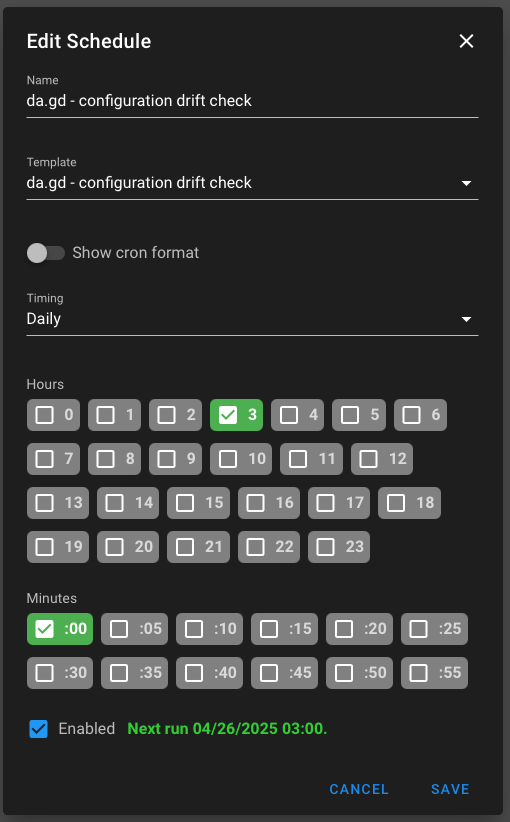 Edit Schedule
Name
da.gd - configuration drift check
Template
da.gd - configuration drift check
Show cron format
Timing
Daily
Hours
0 1 2 3 4 5 6
7 8 9 10 11 12
13 14 15 16 17 18
19 20 21 22 23
Minutes
:00 :05 :10 :15 :20 :25
:30 :35 :40 :45 :50 :55
Enabled Next run 04/26/2025 03:00.
CANCEL SAVE